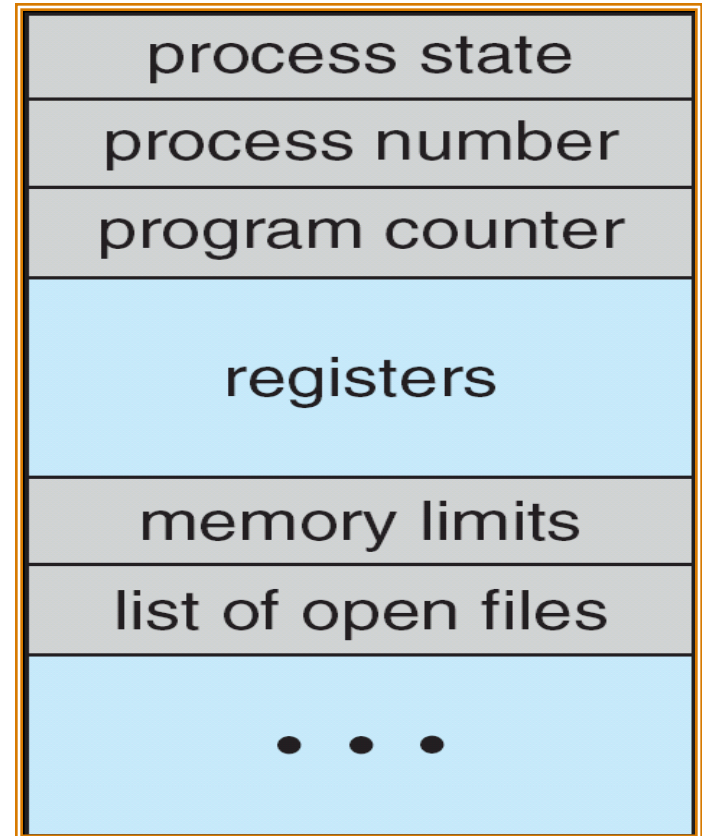 process state
process number
program counter
registers
memory limits
list of open files
• • •